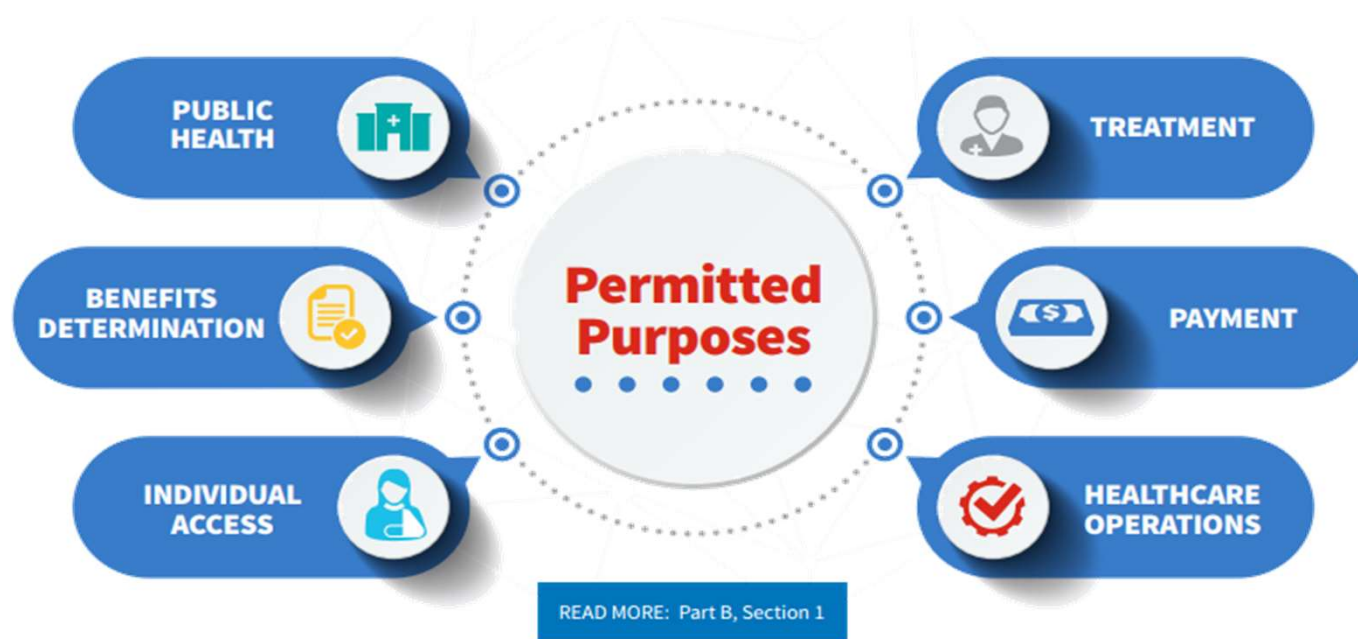 PUBLIC
HEALTH
TREATMENT
BENEFITS
DETERMINATION
Permitted
Purposes
PAYMENT
INDIVIDUAL
ACCESS
HEALTHCARE
OPERATIONS
READ MORE: Part B, Section 1